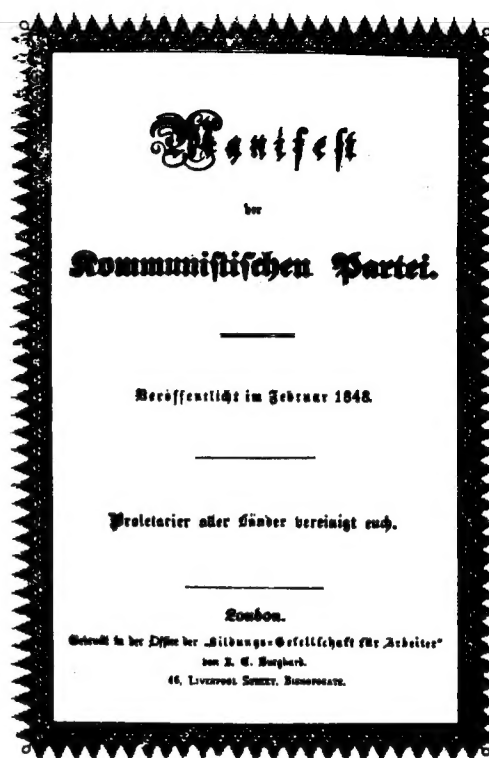 Manifest
der
Kommunistischen Partei.
Veröffentlicht im Februar 1848.
Proletarier aller Länder vereinigt euch.
London.
Gedruckt in der Office der „Bildungs-Gesellschaft für Arbeiter“
von J. E. Burghard.
46, Liverpool Street, Bishopsgate.